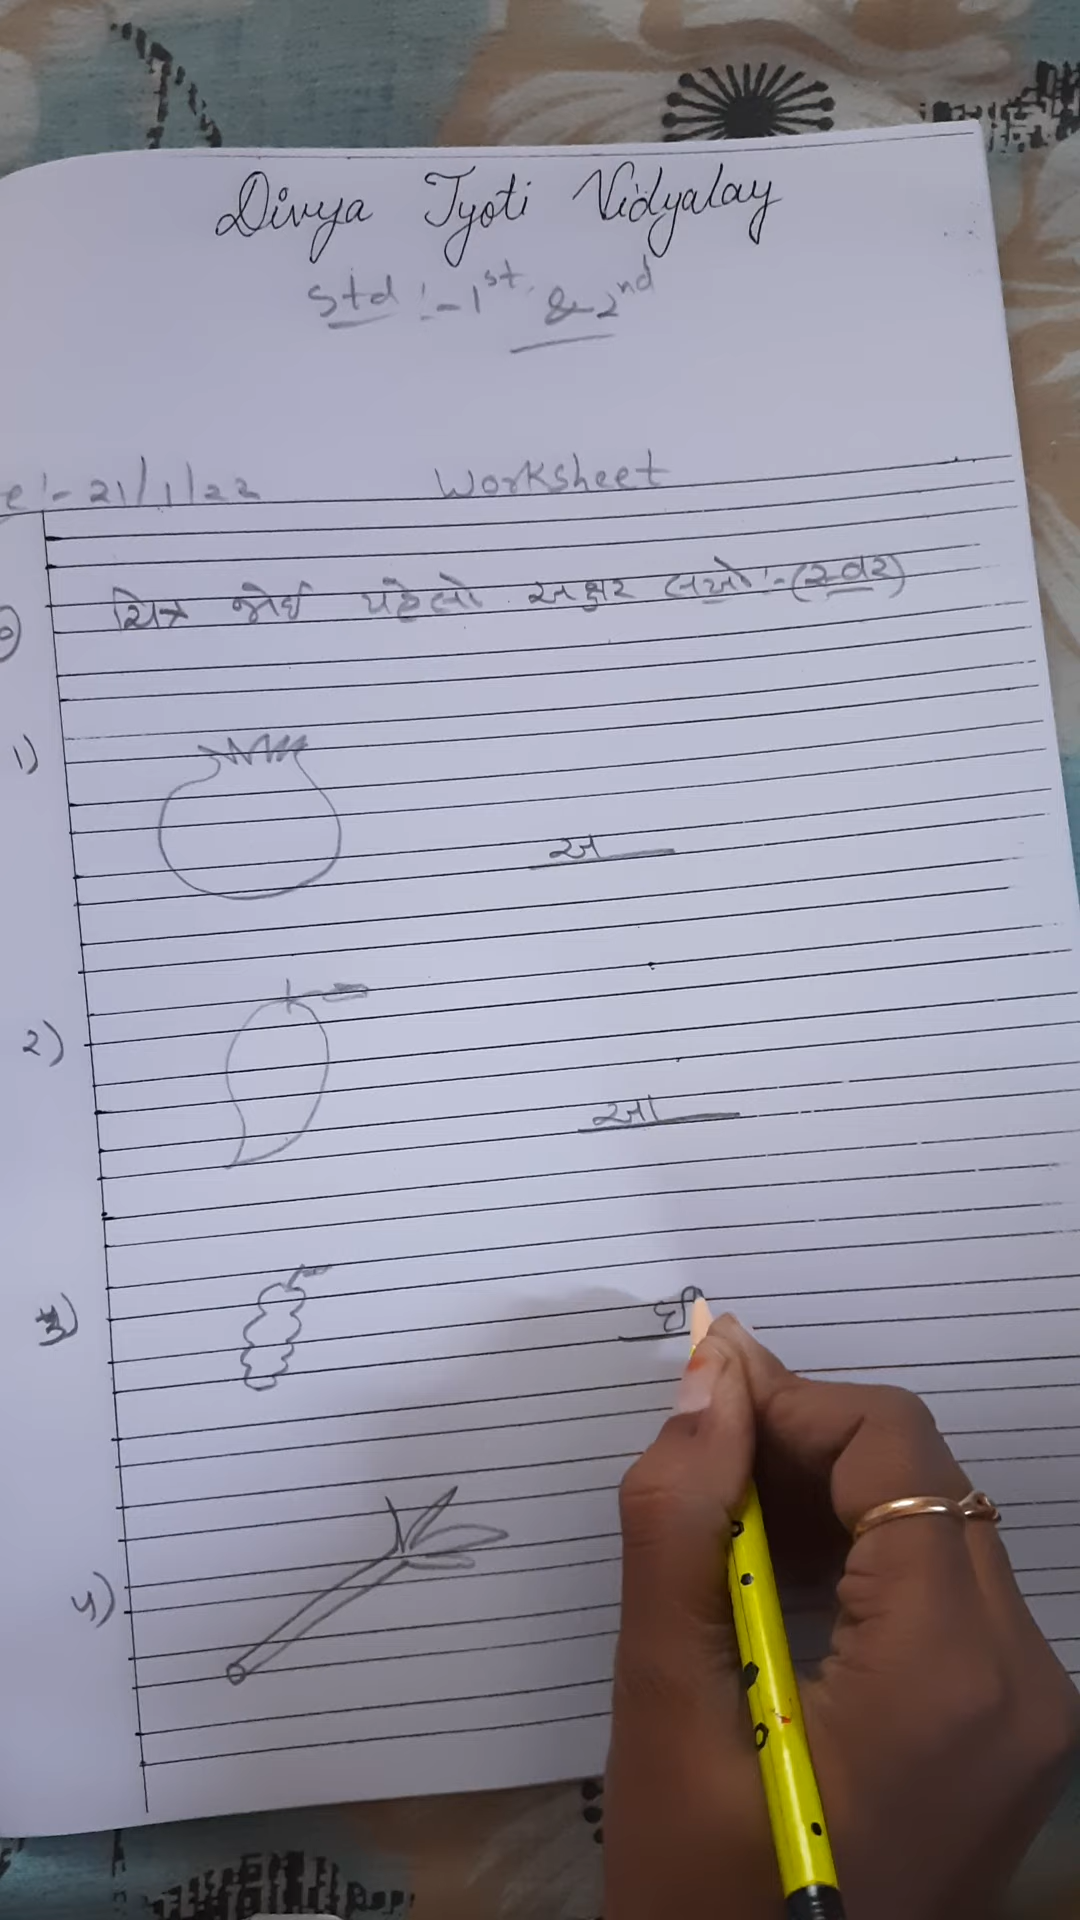 Divya Jyoti Vidyalay
Std :- 1st & 2nd
e :- 21/1/22 Worksheet
ચિત્ર જોઈ પહેલો અક્ષર લખો :- (સ્વર)
1)
અ
2)
આ
3)
ઈ
4)